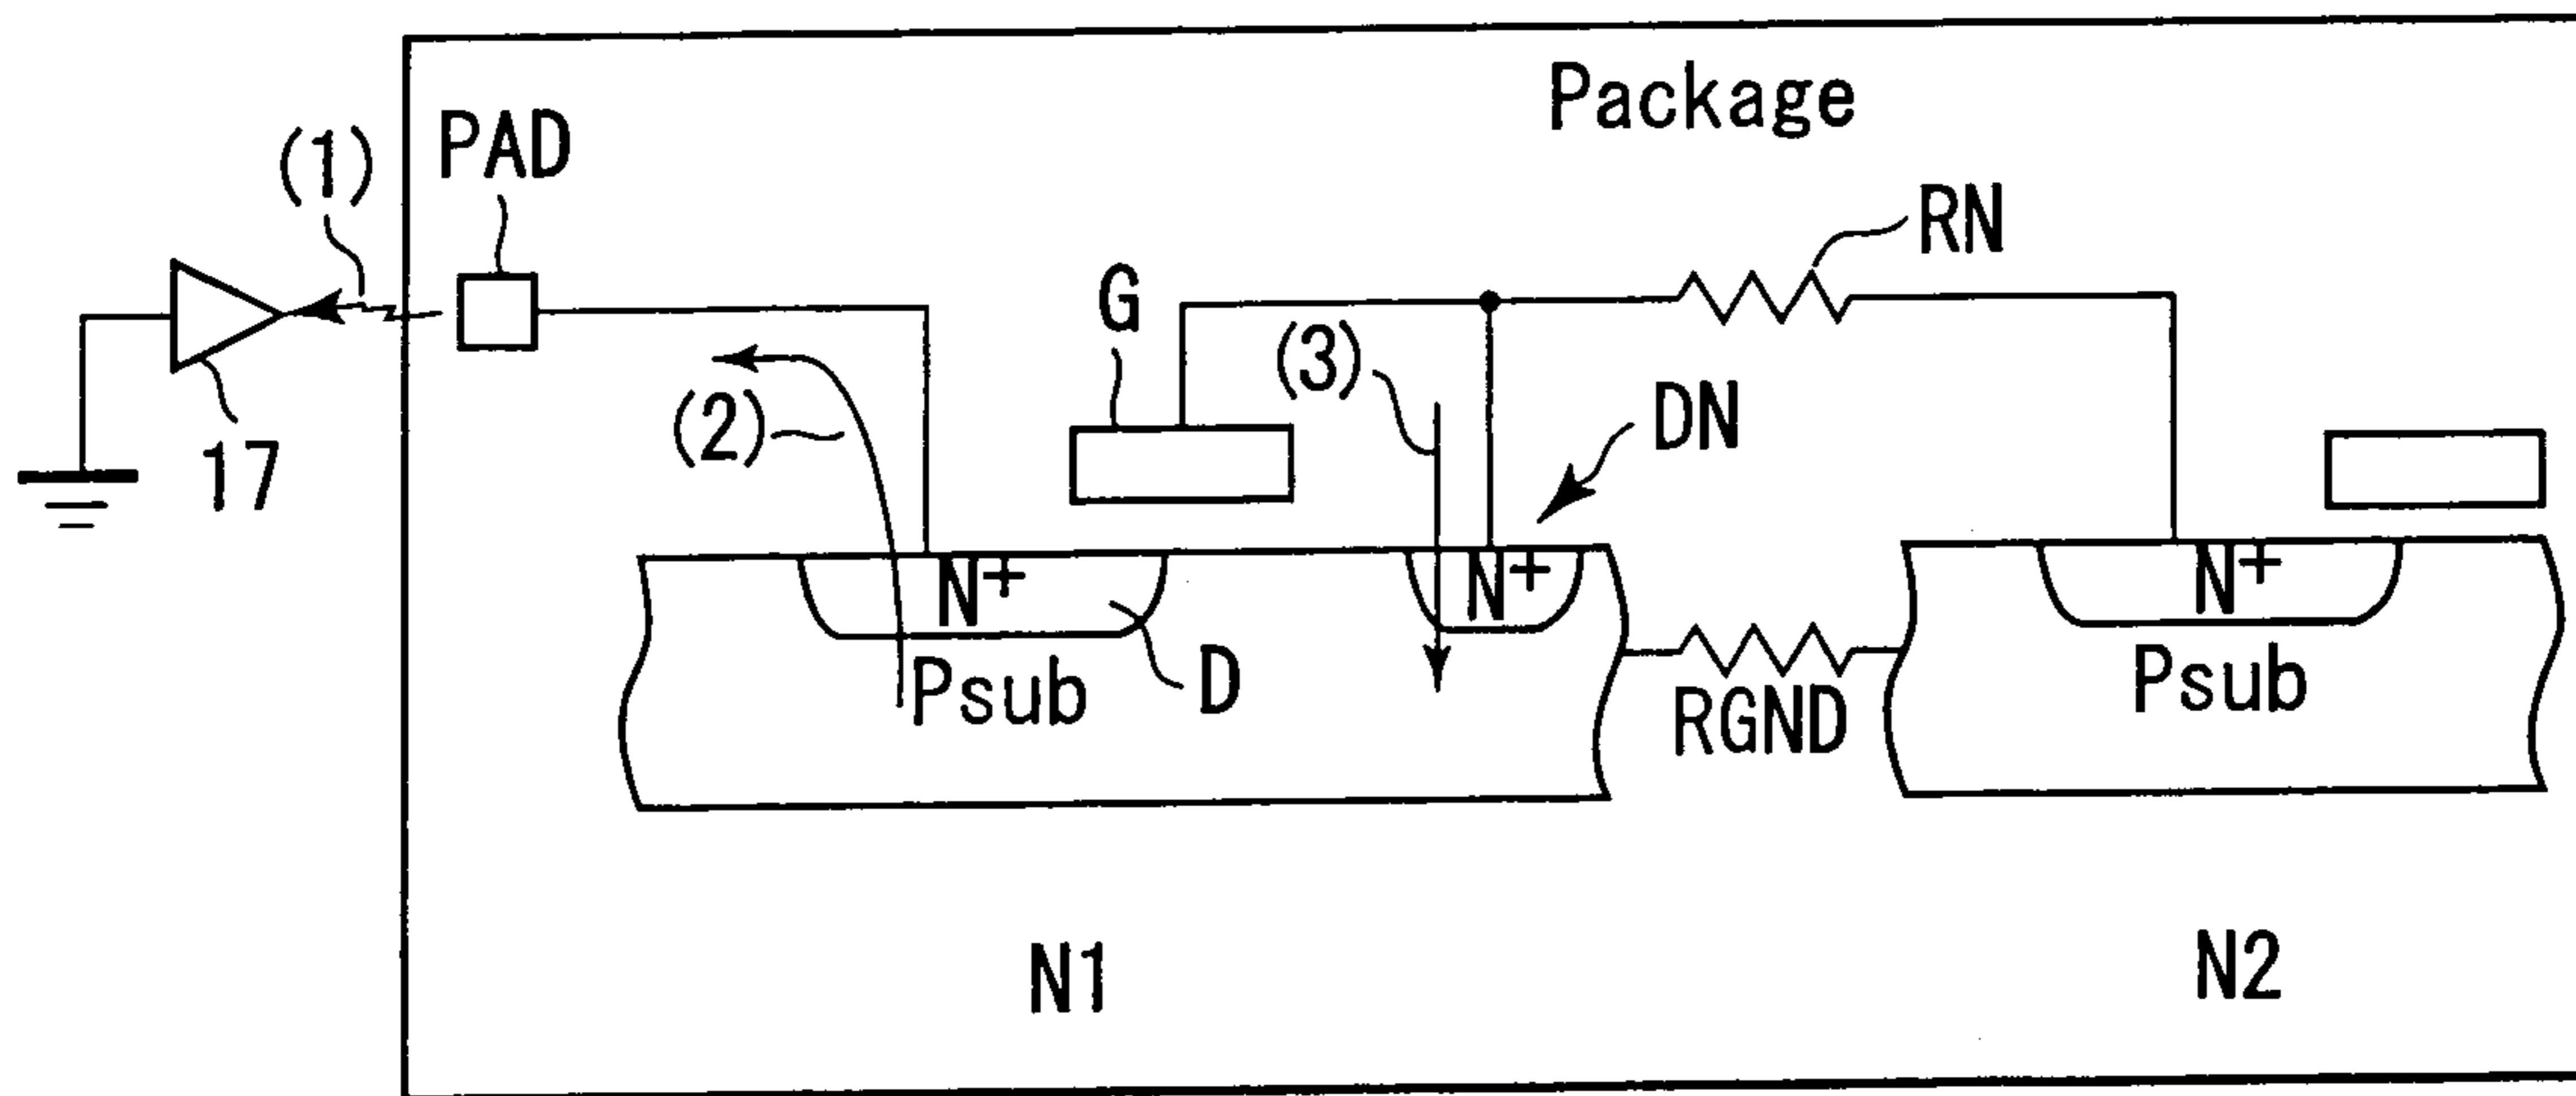 Package
(1)
PAD
RN
G
(3)
DN
(2)
17
N+
N+
N+
Psub
D
RGND
Psub
N1
N2